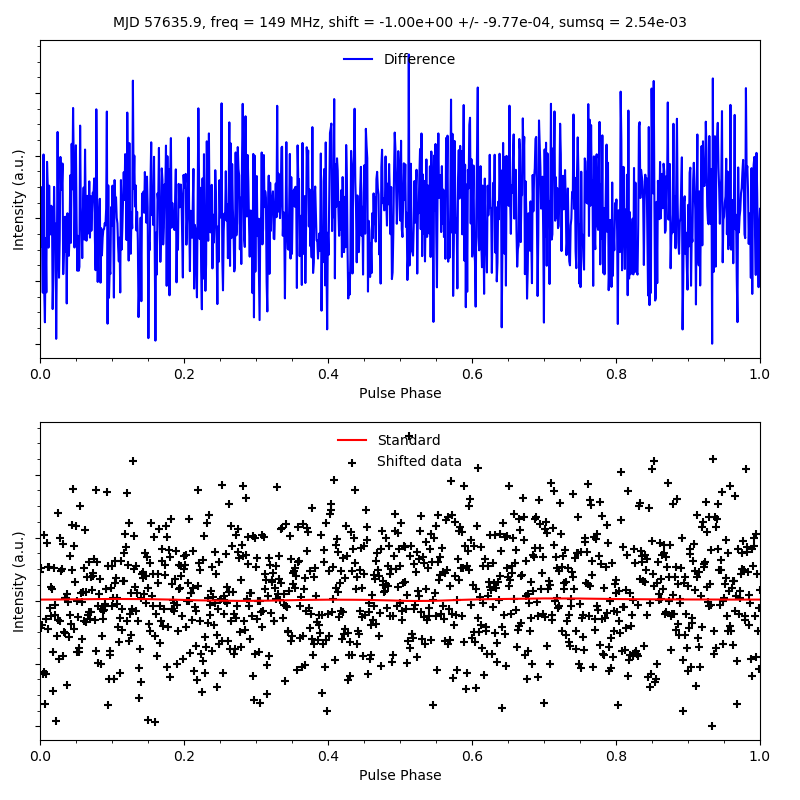 MJD 57635.9, freq = 149 MHz, shift = -1.00e+00 +/- -9.77e-04, sumsq = 2.54e-03
Difference
Intensity (a.u.)
0.0 0.2 0.4 0.6 0.8 1.0
Pulse Phase
Standard
Shifted data
Intensity (a.u.)
0.0 0.2 0.4 0.6 0.8 1.0
Pulse Phase